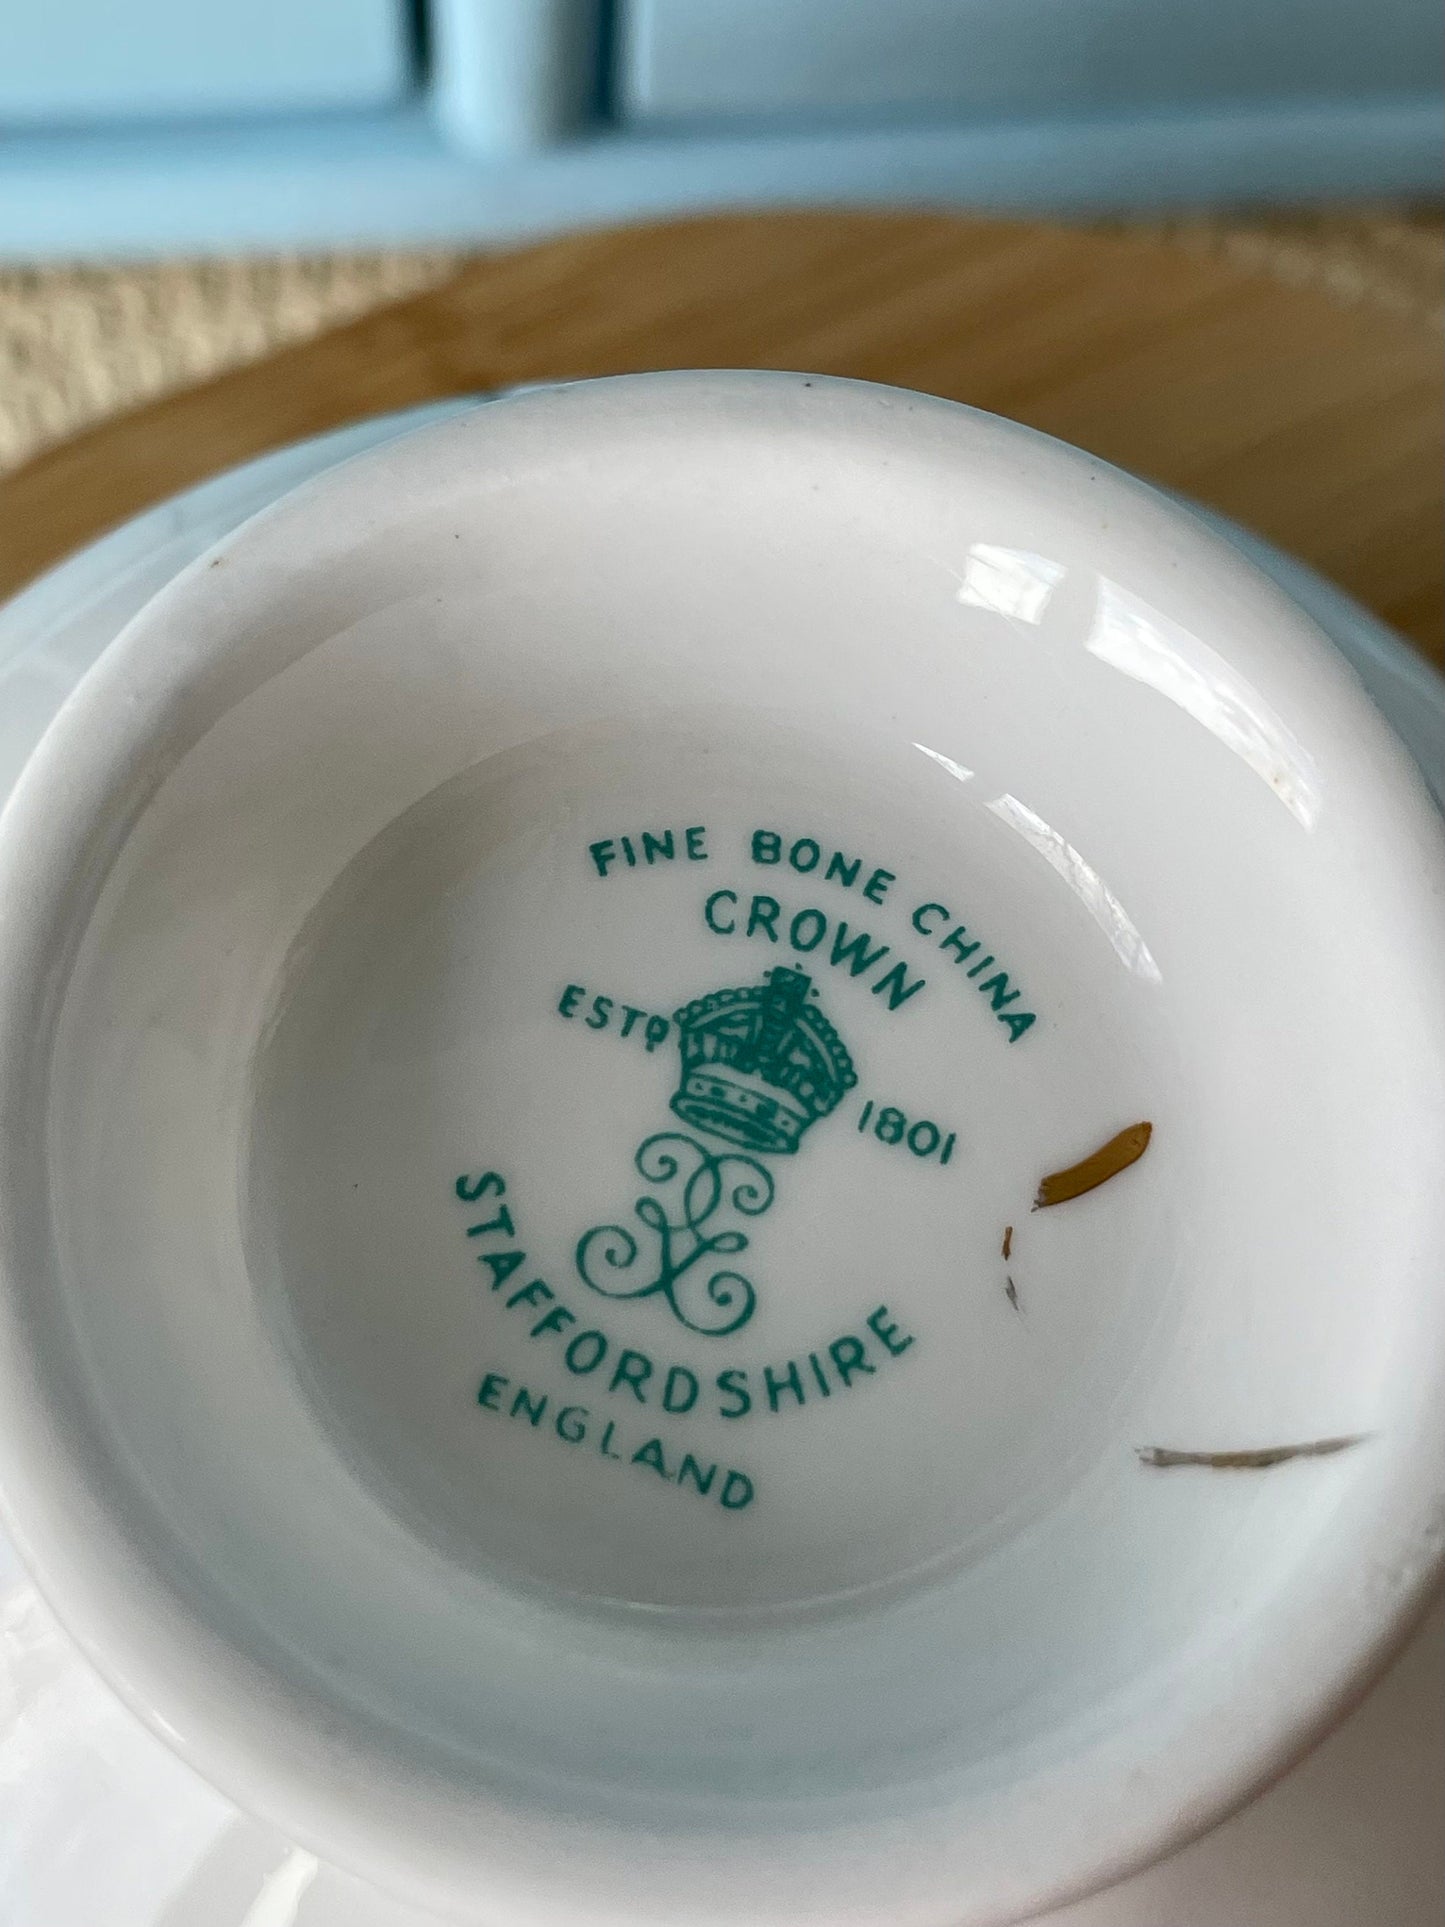 FINE BONE CHINA
CROWN
ESTD 1801
STAFFORDSHIRE
ENGLAND